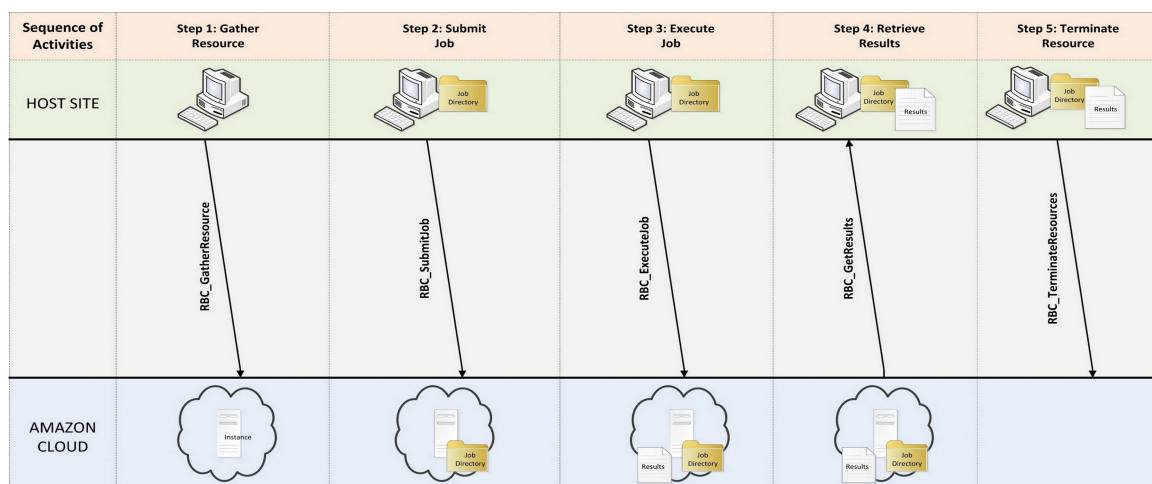 Sequence of
Activities
Step 1: Gather
Resource
Step 2: Submit
Job
Step 3: Execute
Job
Step 4: Retrieve
Results
Step 5: Terminate
Resource
HOST SITE
Job
Directory
Job
Directory
Job
Directory
Results
Job
Directory
Results
RBC_GatherResource
RBC_SubmitJob
RBC_ExecuteJob
RBC_GetResults
RBC_TerminateResources
AMAZON
CLOUD
Instance
Job
Directory
Results
Job
Directory
Results
Job
Directory